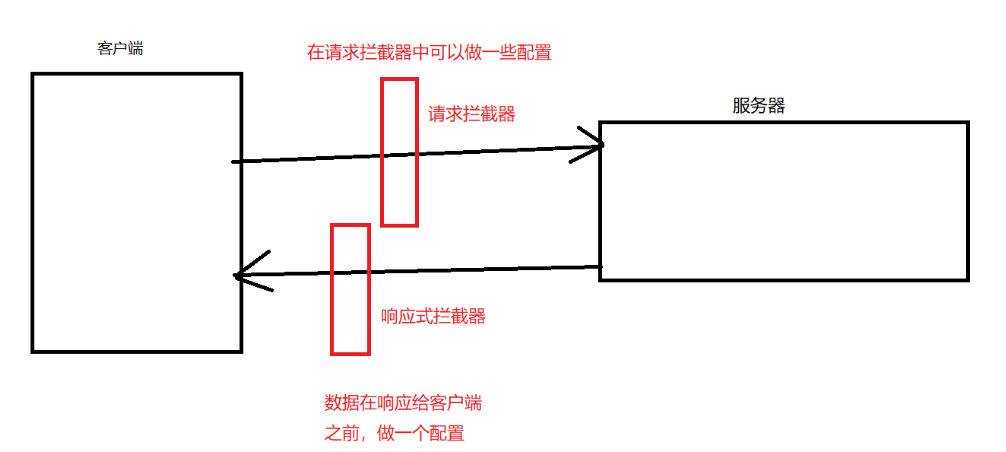 客户端
在请求拦截器中可以做一些配置
请求拦截器
服务器
响应式拦截器
数据在响应给客户端
之前，做一个配置